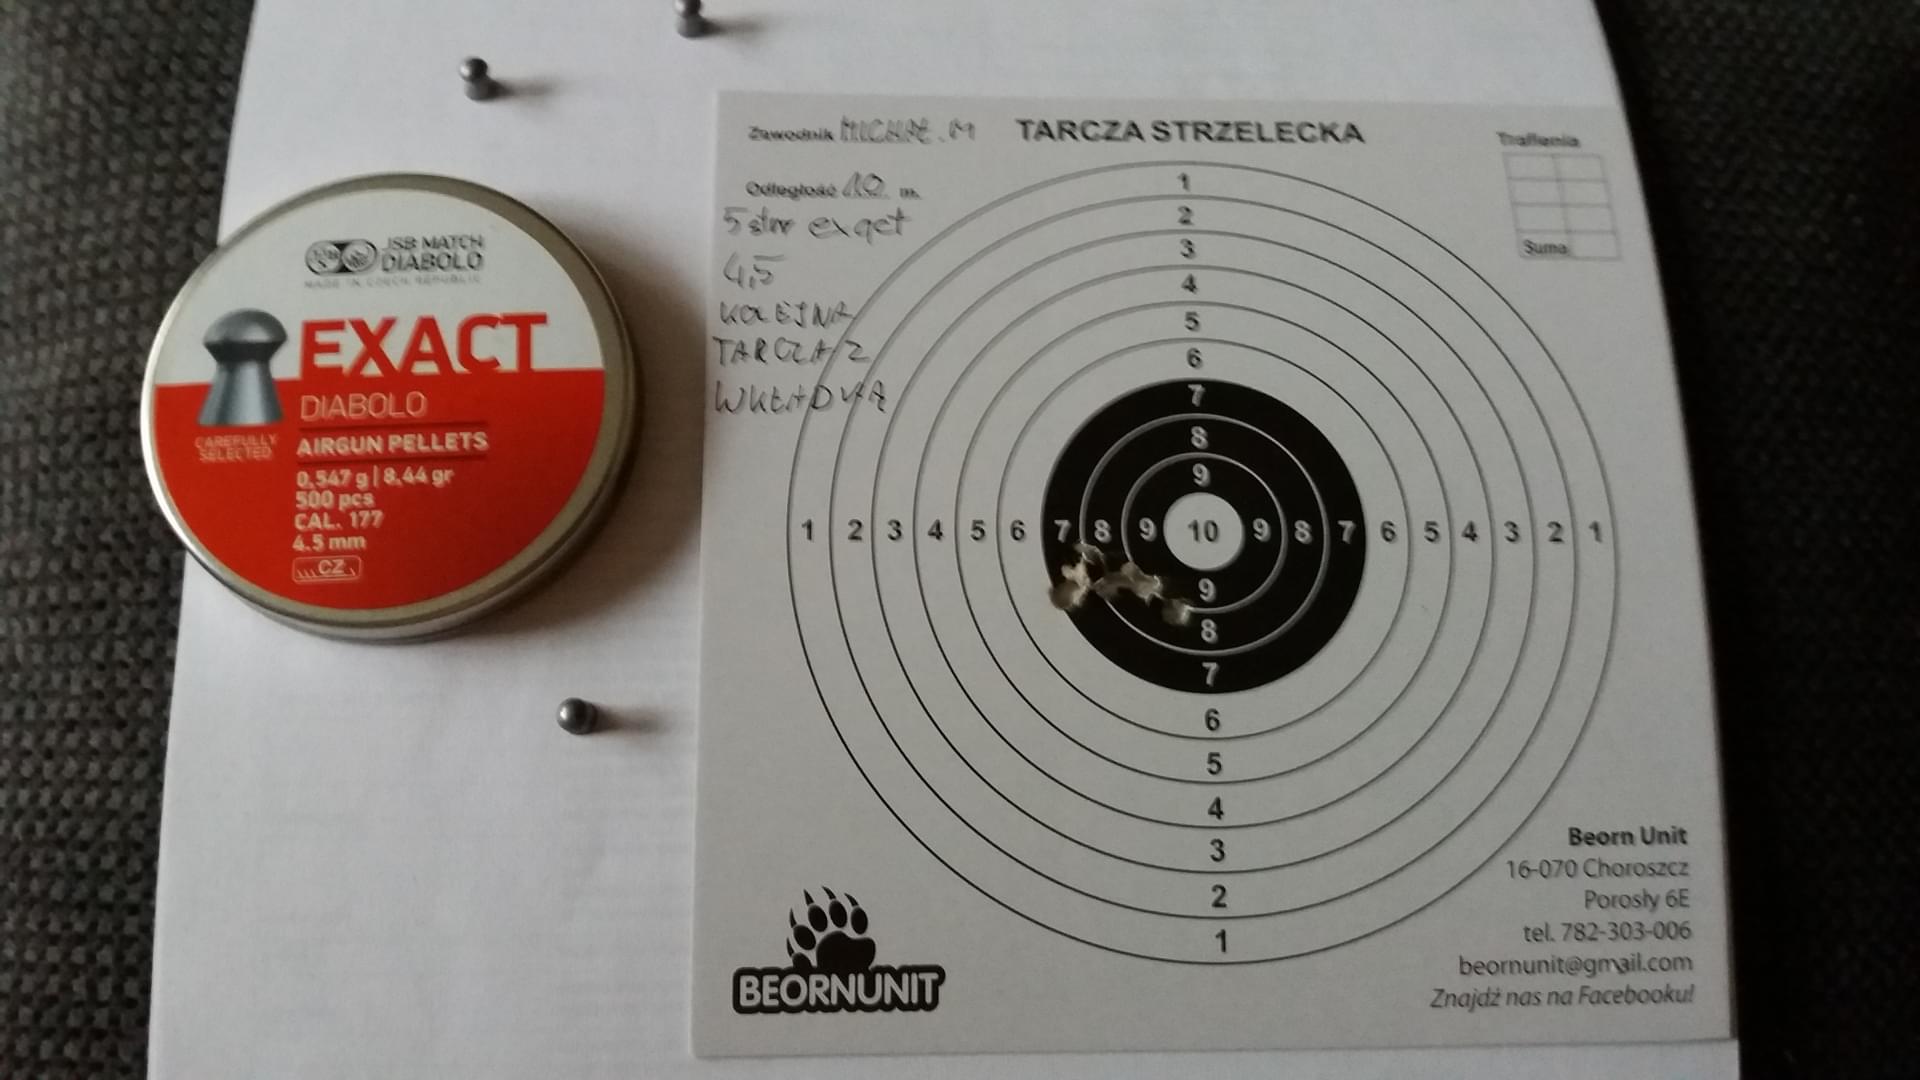 JSB MATCH
DIABOLO
MADE IN CZECH REPUBLIC
EXACT
DIABOLO
CAREFULLY
SELECTED
AIRGUN PELLETS
0,547 g | 8,44 gr
500 pcs
CAL. 177
4.5 mm
CZ
Zawodnik MICHAŁ.M
TARCZA STRZELECKA
Trafienia
Odległość 10 m.
5 exact
4,5
KOLEJNA
TARCZA Z
WKŁADKĄ
Suma
1
2
3
4
5
6
7
8
9
1 2 3 4 5 6 7 8 9 10 9 8 7 6 5 4 3 2 1
9
8
7
6
5
4
3
2
1
BEORNUNIT
Beorn Unit
16-070 Choroszcz
Porosły 6E
tel. 782-303-006
beornunit@gmail.com
Znajdź nas na Facebooku!